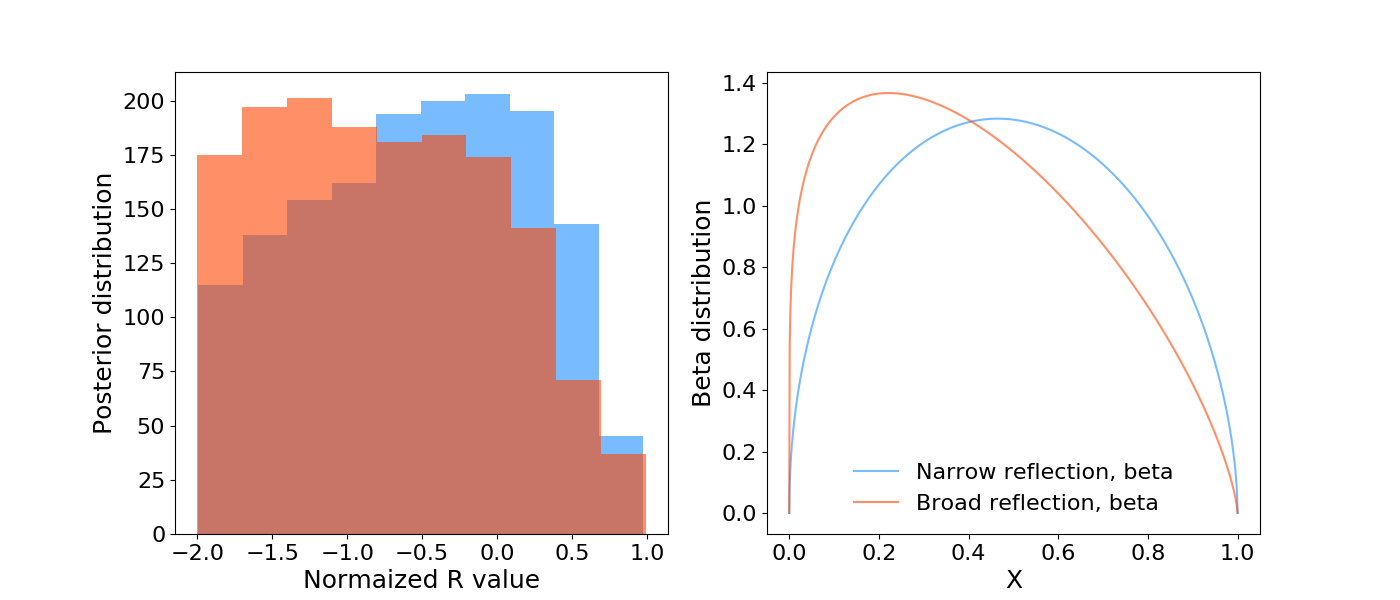 Posterior distribution
200
175
150
125
100
75
50
25
0
−2.0 −1.5 −1.0 −0.5 0.0 0.5 1.0
Normaized R value
Beta distribution
1.4
1.2
1.0
0.8
0.6
0.4
0.2
0.0
Narrow reflection, beta
Broad reflection, beta
0.0 0.2 0.4 0.6 0.8 1.0
X